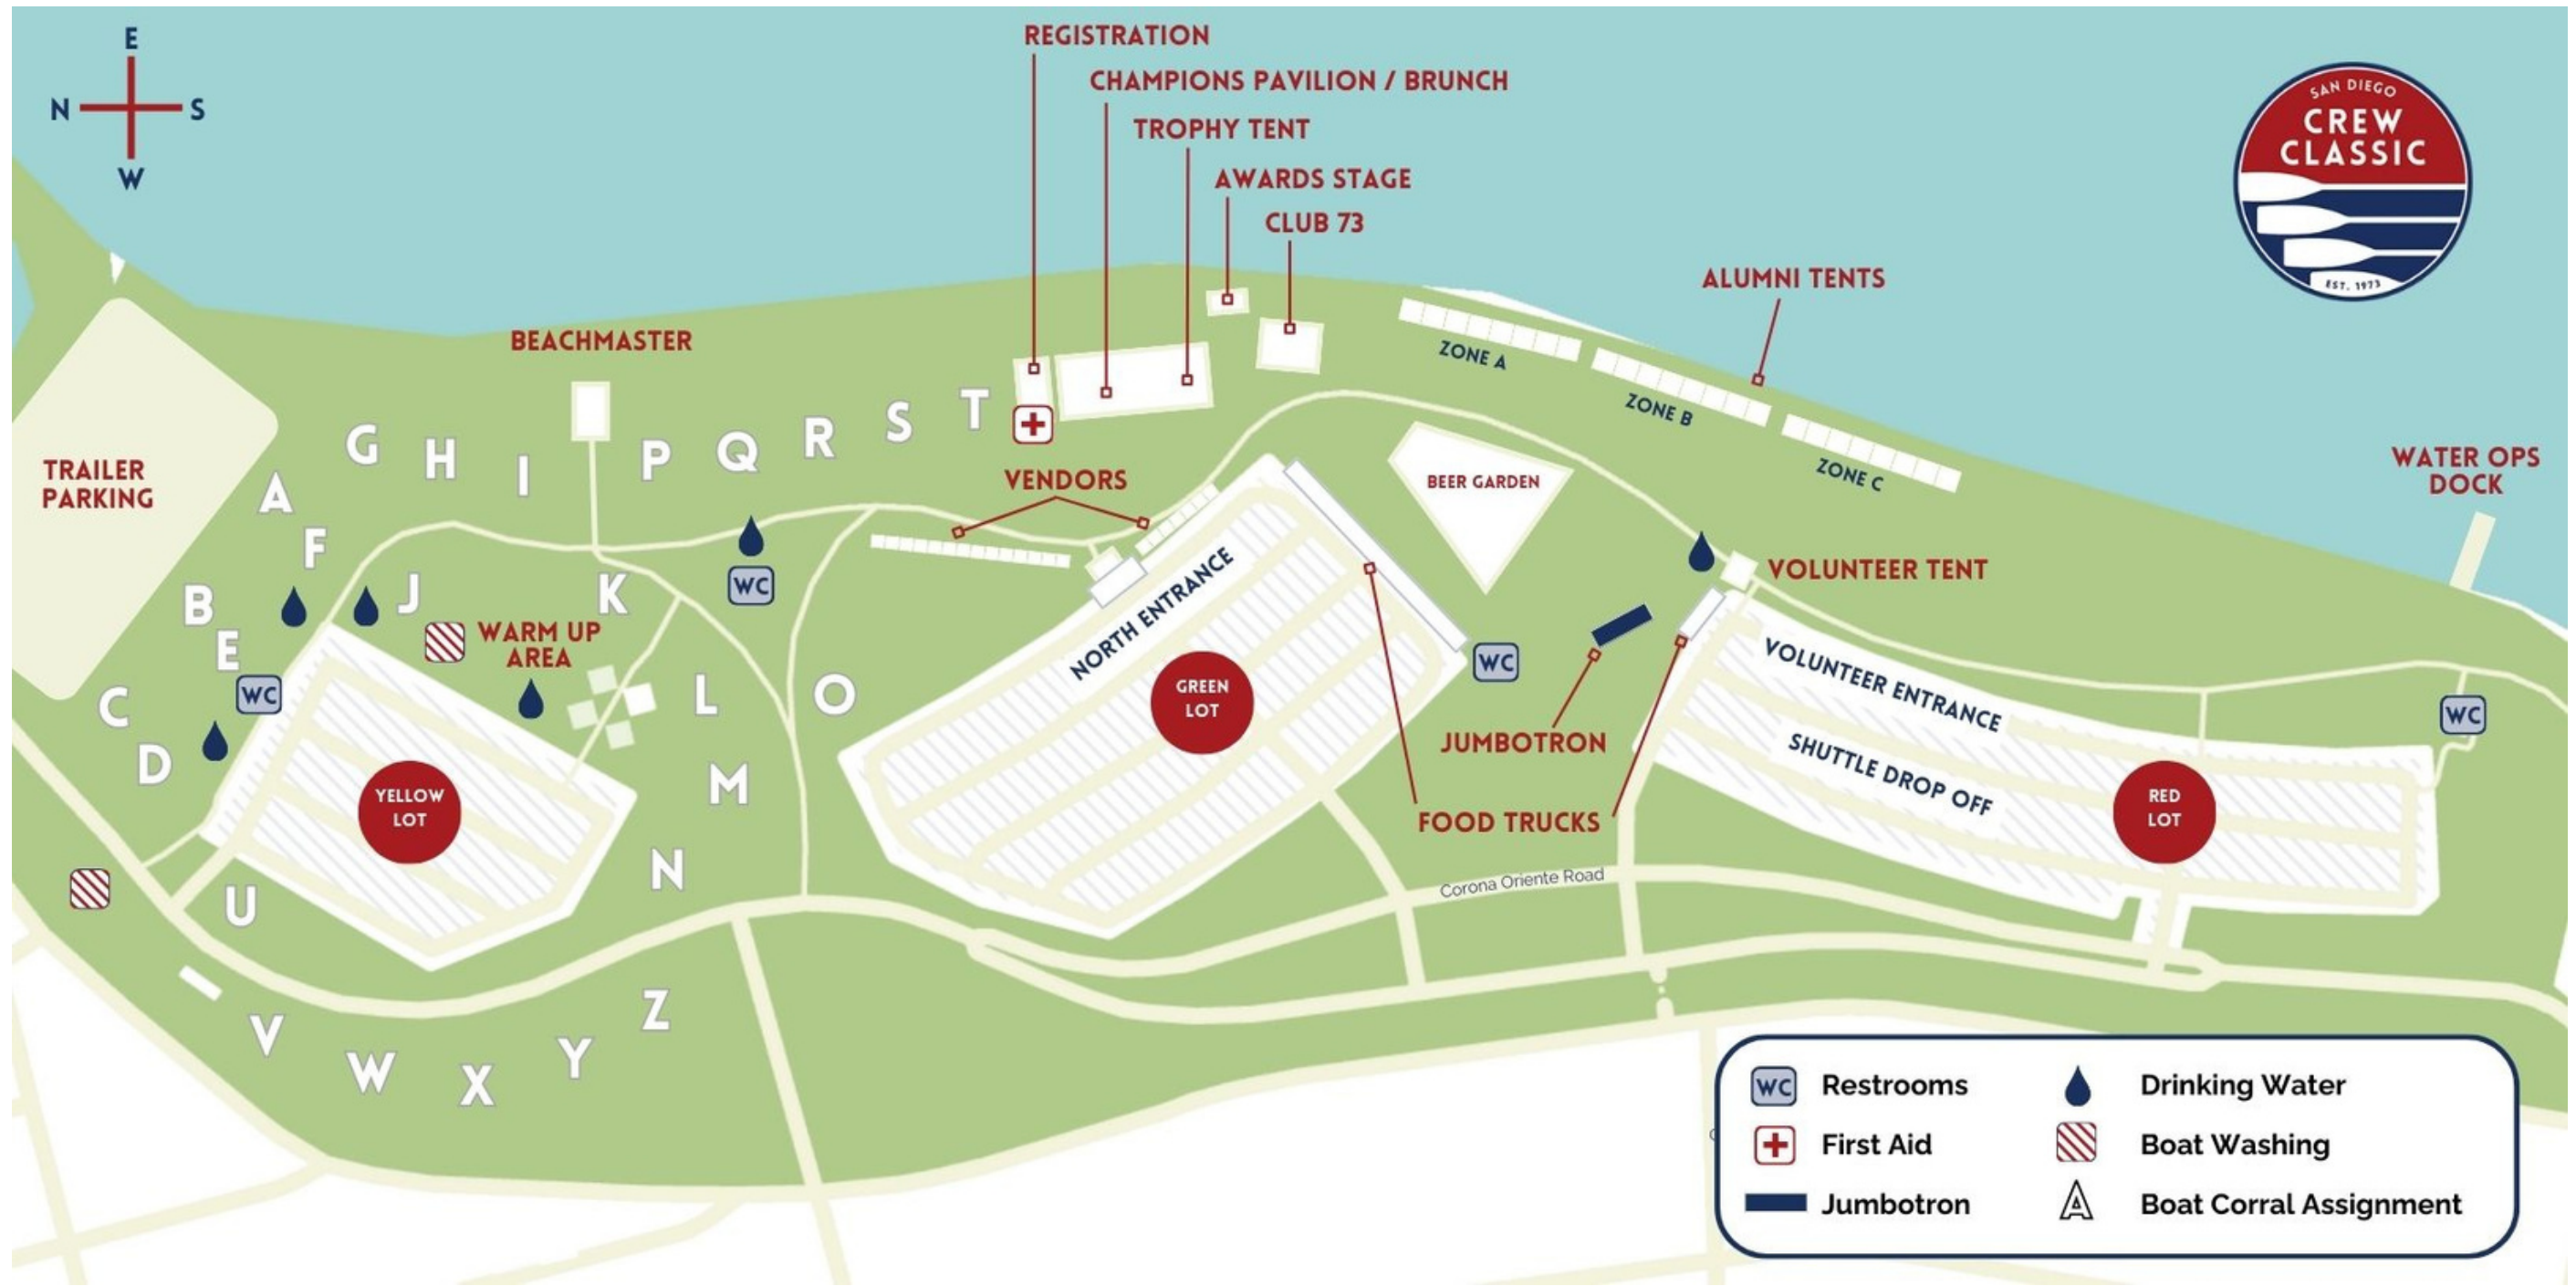 E
N
S
W
REGISTRATION
CHAMPIONS PAVILION / BRUNCH
TROPHY TENT
AWARDS STAGE
CLUB 73
SAN DIEGO
CREW
CLASSIC
EST. 1973
ALUMNI TENTS
BEACHMASTER
ZONE A
ZONE B
ZONE C
WATER OPS
DOCK
TRAILER
PARKING
A
B
C
D
E
F
G
H
I
J
K
L
M
N
O
P
Q
R
S
T
U
V
W
X
Y
Z
VENDORS
BEER GARDEN
VOLUNTEER TENT
WARM UP
AREA
WC
WC
WC
WC
NORTH ENTRANCE
GREEN
LOT
YELLOW
LOT
JUMBOTRON
FOOD TRUCKS
VOLUNTEER ENTRANCE
SHUTTLE DROP OFF
RED
LOT
Corona Oriente Road
WC Restrooms
Drinking Water
First Aid
Boat Washing
Jumbotron
A Boat Corral Assignment